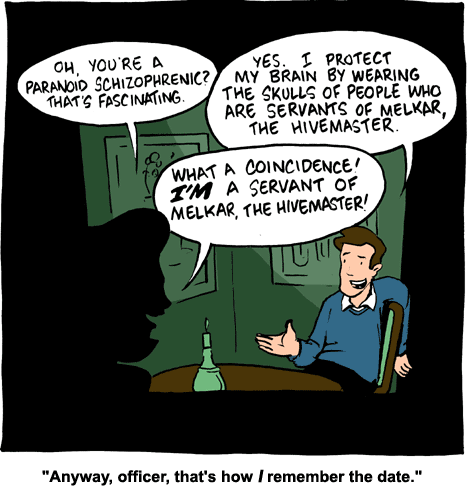 OH, YOU'RE A
PARANOID SCHIZOPHRENIC?
THAT'S FASCINATING.
YES. I PROTECT
MY BRAIN BY WEARING
THE SKULLS OF PEOPLE WHO
ARE SERVANTS OF MELKAR,
THE HIVEMASTER.
WHAT A COINCIDENCE!
I'M A SERVANT OF
MELKAR, THE HIVEMASTER!
"Anyway, officer, that's how I remember the date."